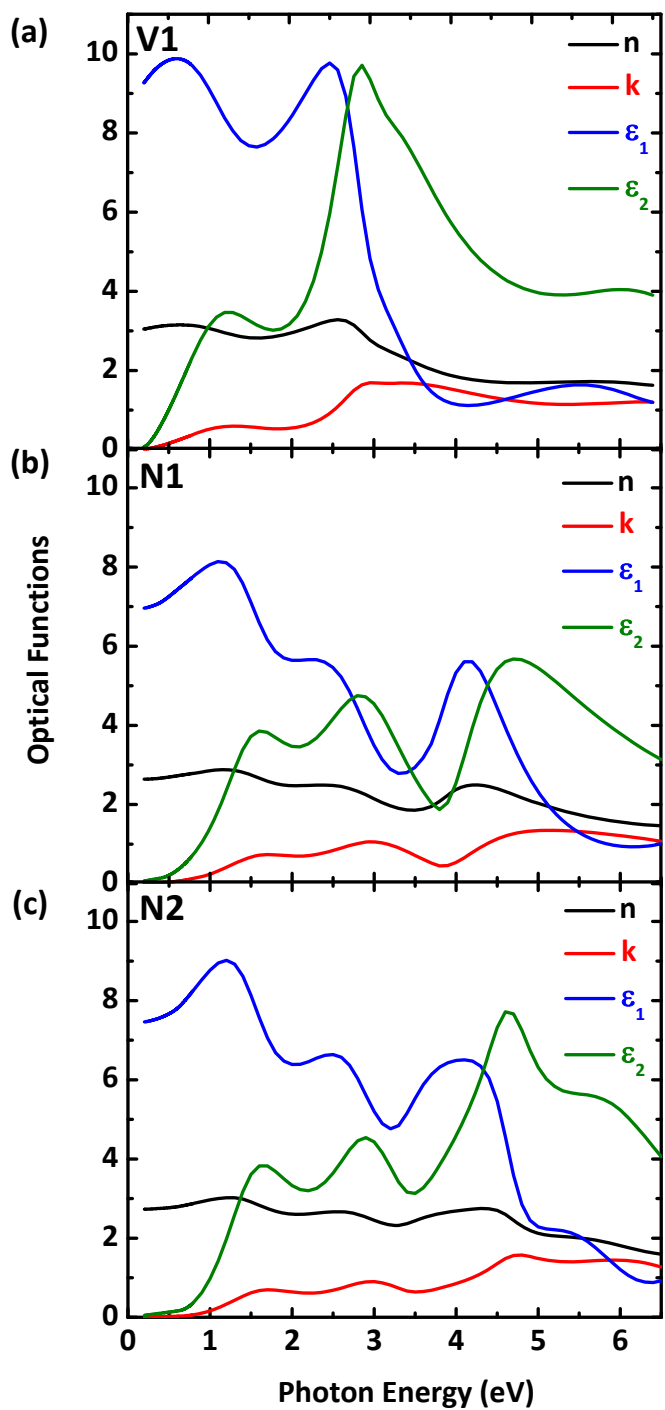 (a)
V1
n
k
ε₁
ε₂
10
8
6
4
2
0
(b)
N1
n
k
ε₁
ε₂
10
8
6
4
2
0
Optical Functions
(c)
N2
n
k
ε₁
ε₂
10
8
6
4
2
0
0 1 2 3 4 5 6
Photon Energy (eV)